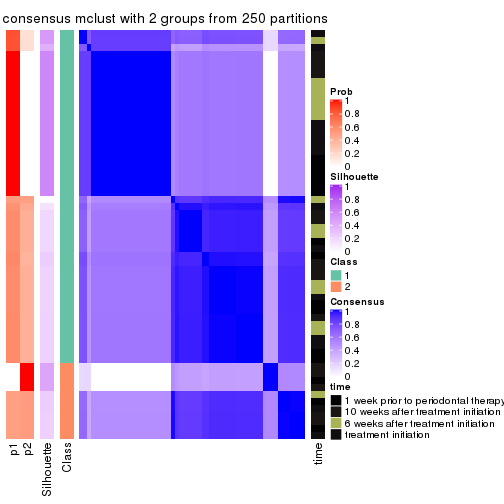 consensus mclust with 2 groups from 250 partitions
Prob
1
0.8
0.6
0.4
0.2
0
Silhouette
1
0.8
0.6
0.4
0.2
0
Class
1
2
Consensus
1
0.8
0.6
0.4
0.2
0
time
1 week prior to periodontal therapy
10 weeks after treatment initiation
6 weeks after treatment initiation
treatment initiation
p1
p2
Silhouette
Class
time